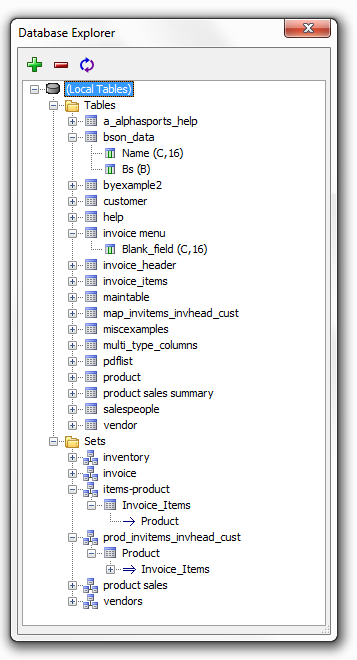 Database Explorer
(Local Tables)
Tables
a_alphasports_help
bson_data
Name (C,16)
Bs (B)
byexample2
customer
help
invoice menu
Blank_field (C,16)
invoice_header
invoice_items
maintable
map_invitems_invhead_cust
miscexamples
multi_type_columns
pdflist
product
product sales summary
salespeople
vendor
Sets
inventory
invoice
items-product
Invoice_Items
Product
prod_invitems_invhead_cust
Product
Invoice_Items
product sales
vendors